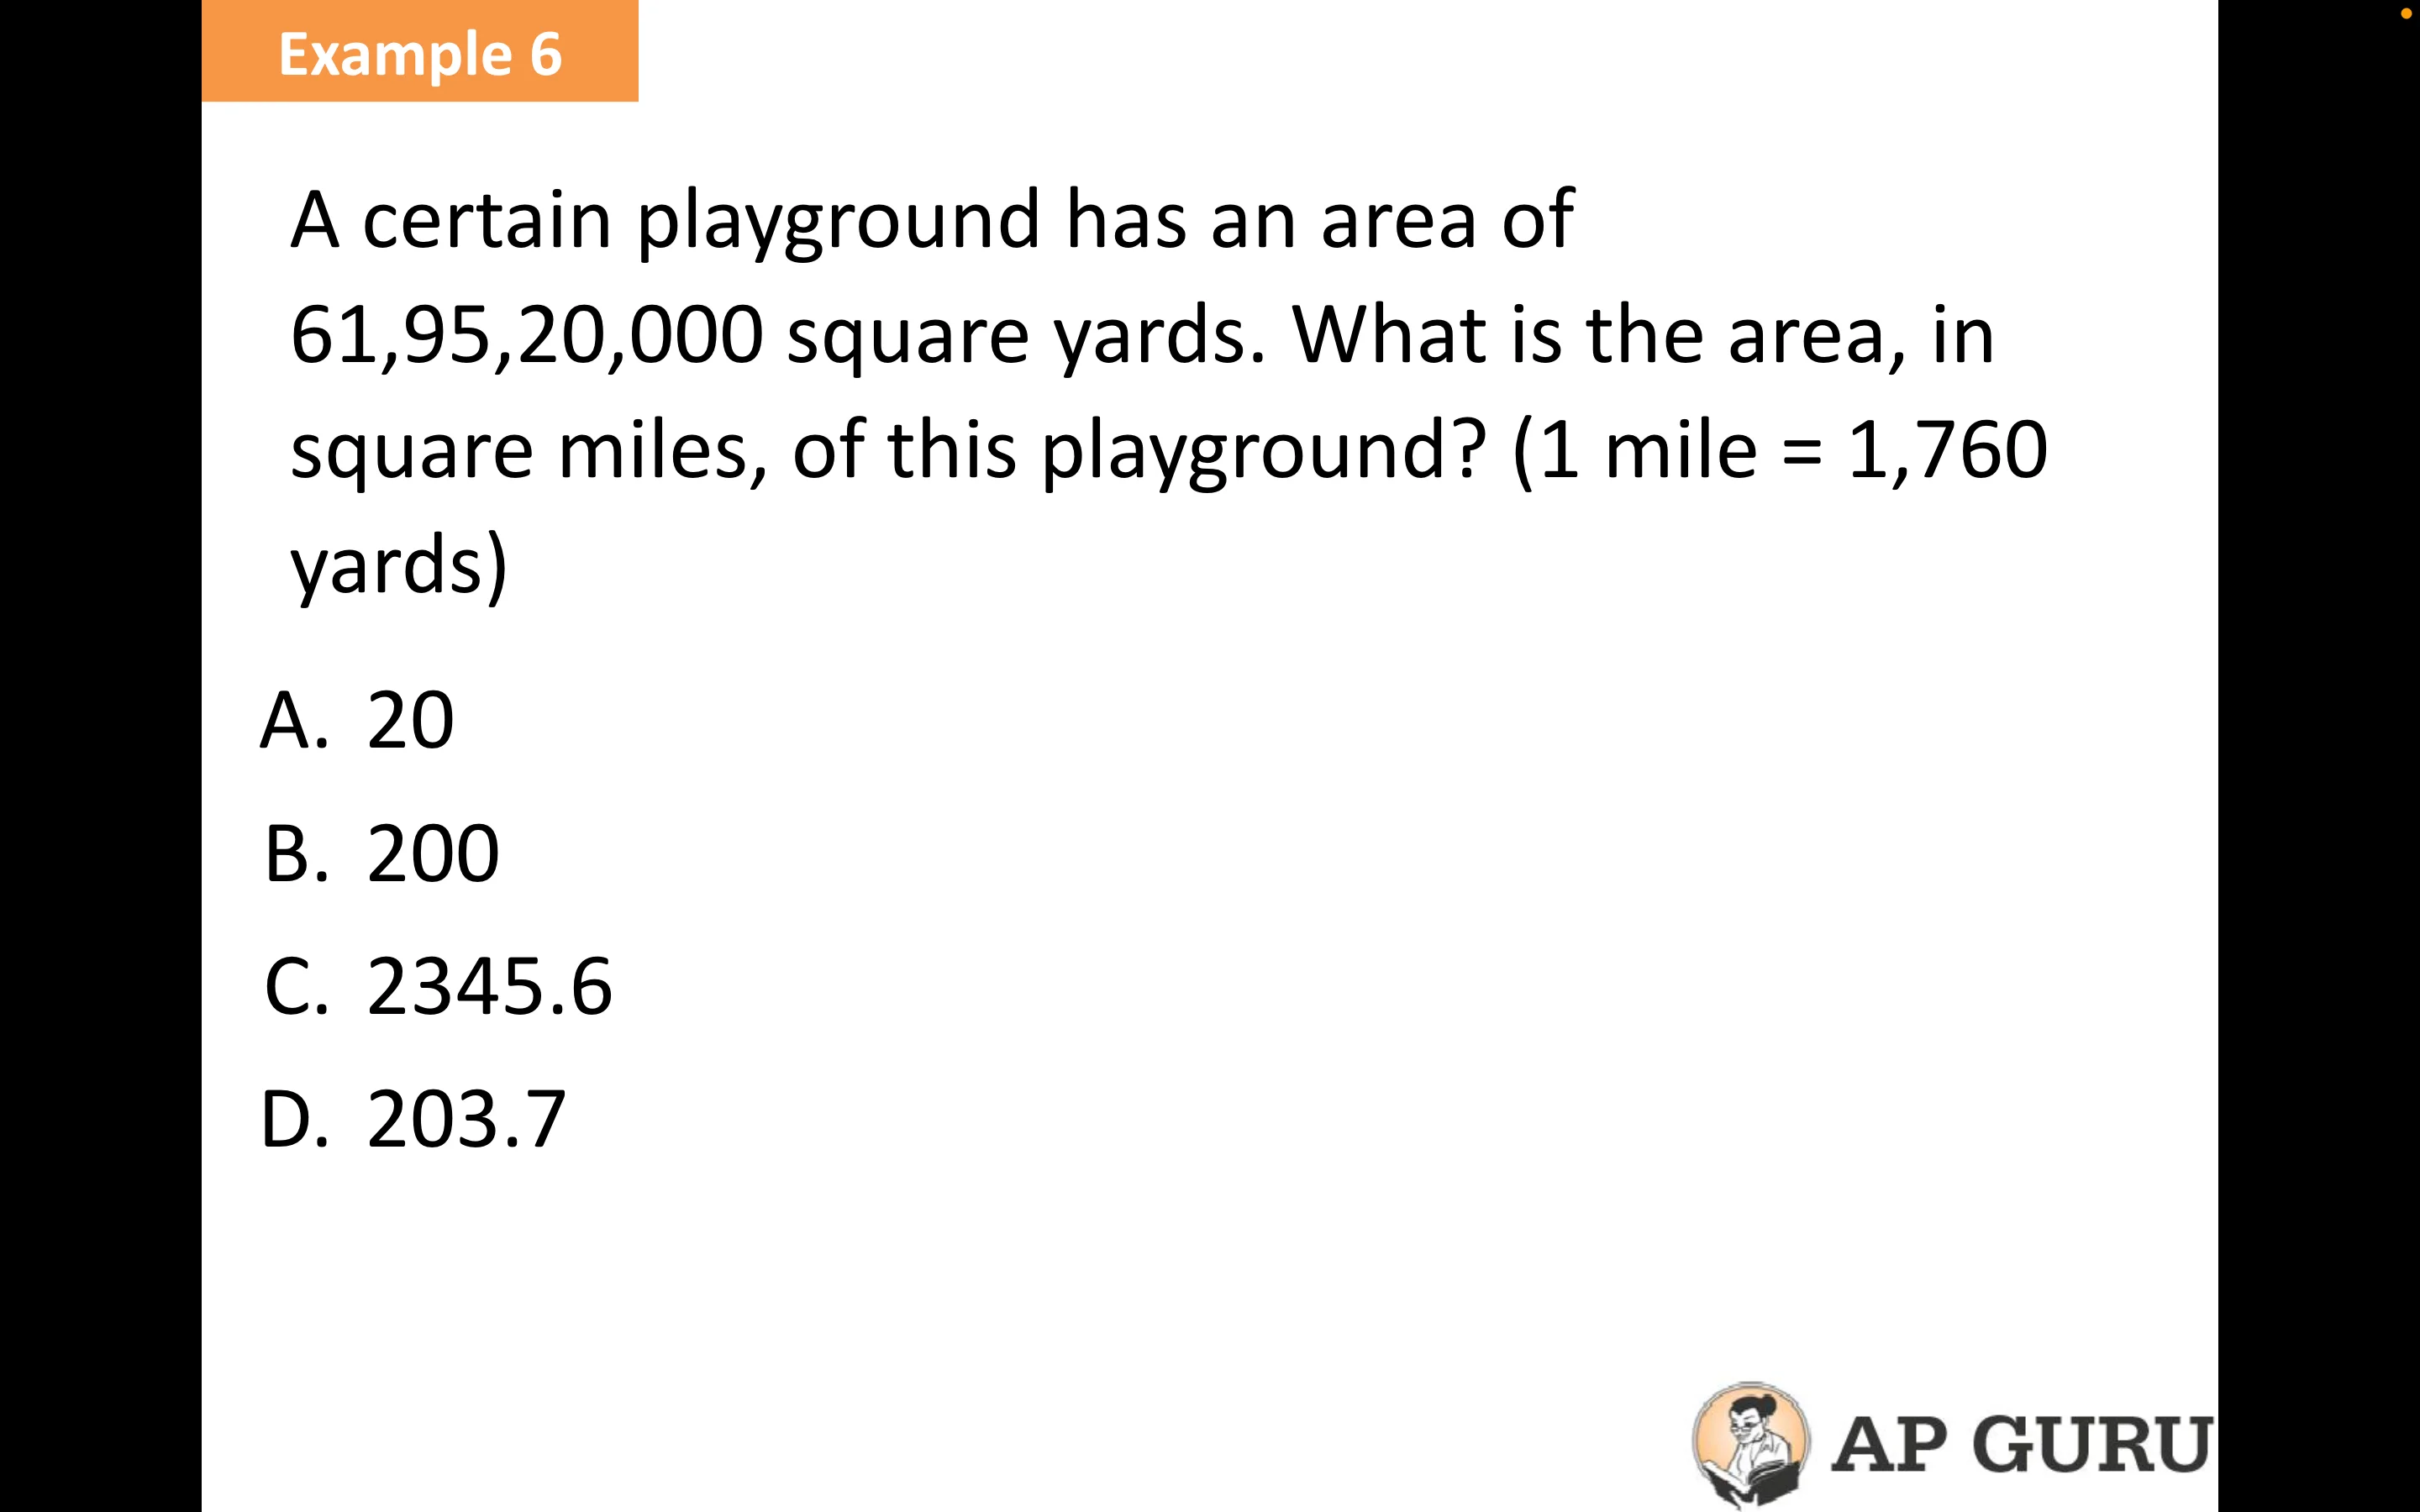 Example 6
A certain playground has an area of
61,95,20,000 square yards. What is the area, in
square miles, of this playground? (1 mile = 1,760
yards)
A. 20
B. 200
C. 2345.6
D. 203.7
AP GURU